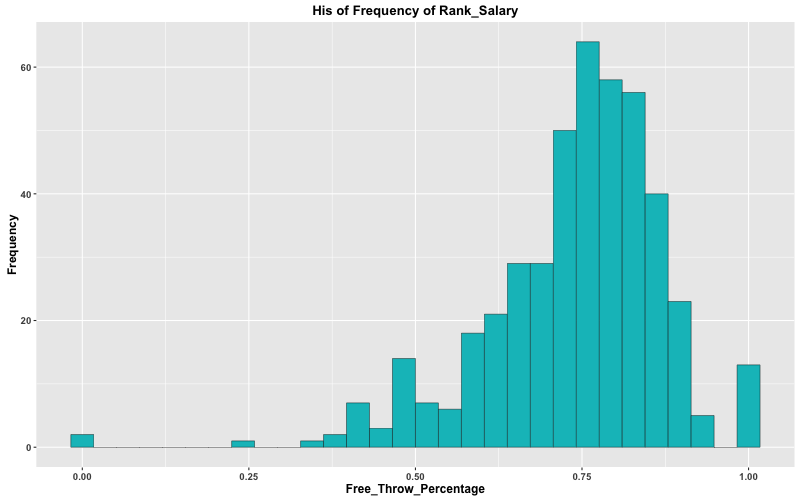 His of Frequency of Rank_Salary
Frequency
60
40
20
0
0.00 0.25 0.50 0.75 1.00
Free_Throw_Percentage